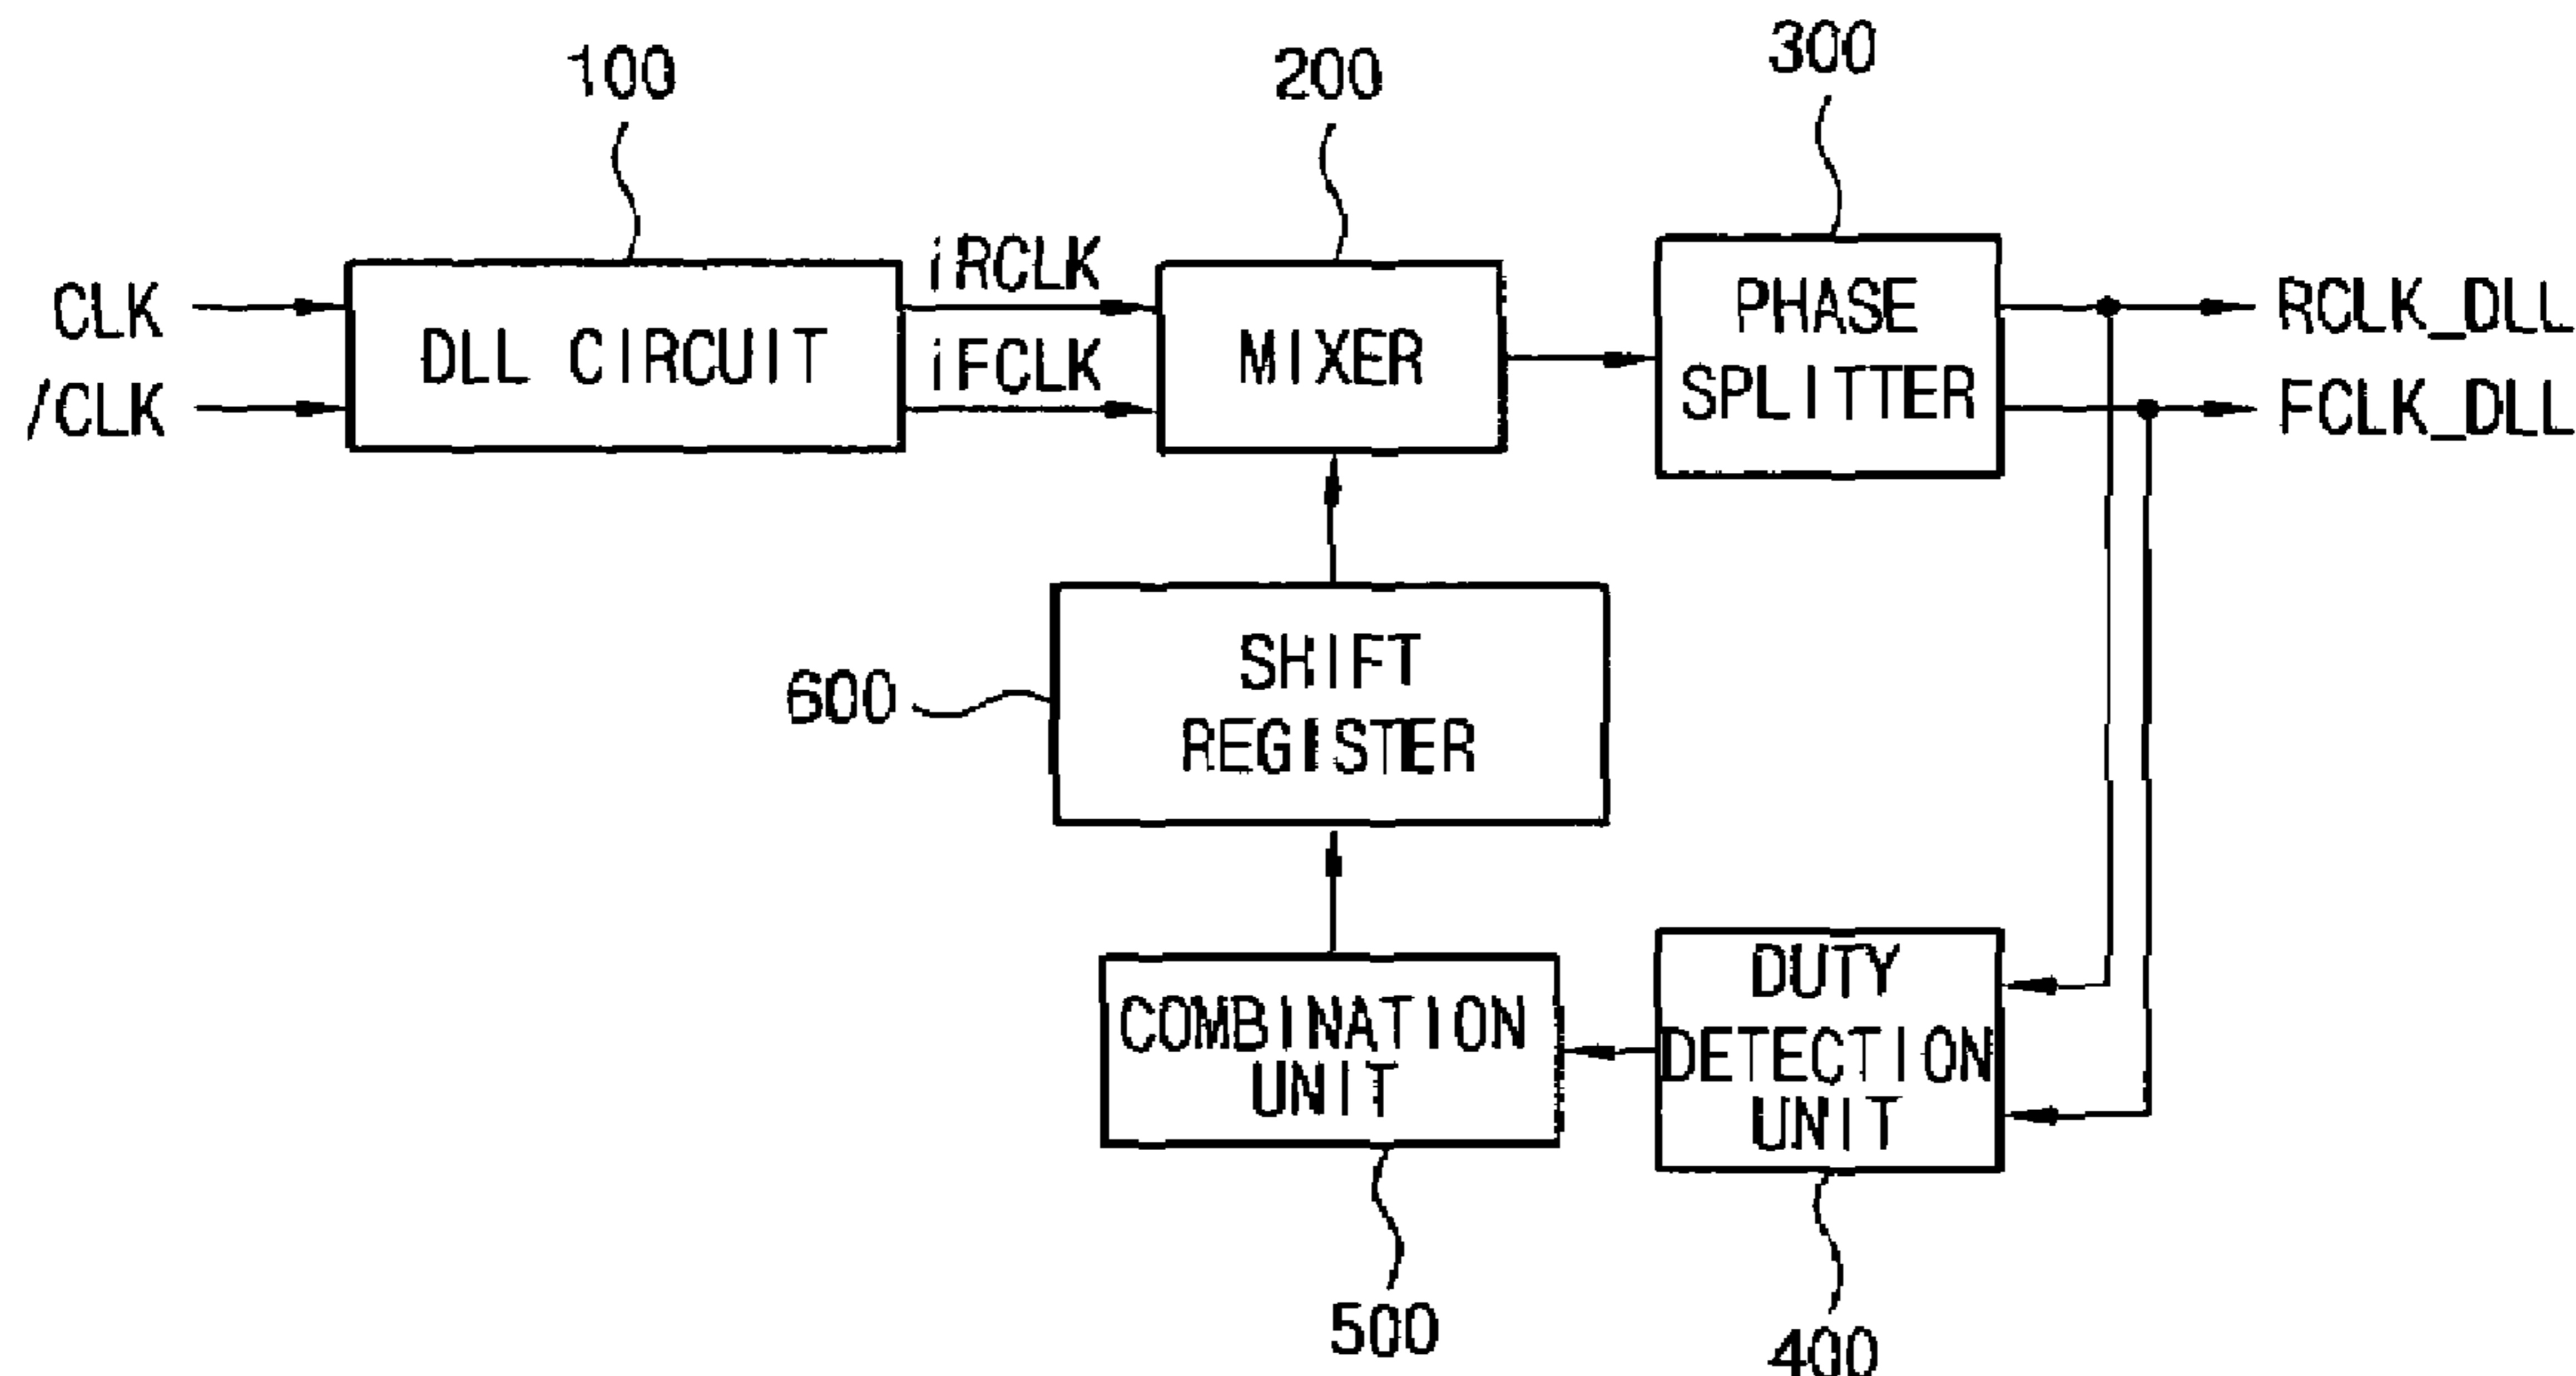 100
200
300
CLK
/CLK
DLL CIRCUIT
iRCLK
iFCLK
MIXER
PHASE
SPLITTER
RCLK_DLL
FCLK_DLL
600
SHIFT
REGISTER
COMBINATION
UNIT
DUTY
DETECTION
UNIT
500
400